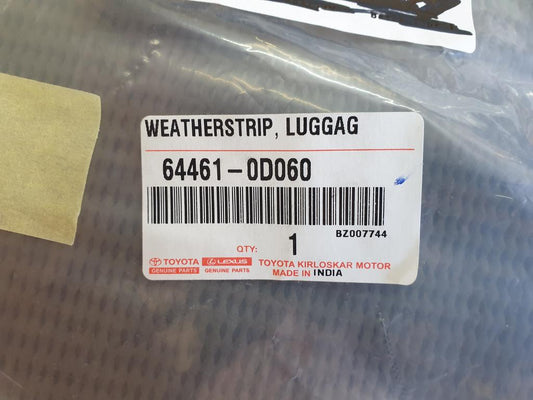 WEATHERSTRIP, LUGGAG
64461-0D060
BZ007744
QTY: 1
TOYOTA LEXUS TOYOTA KIRLOSKAR MOTOR
GENUINE PARTS GENUINE PARTS MADE IN INDIA